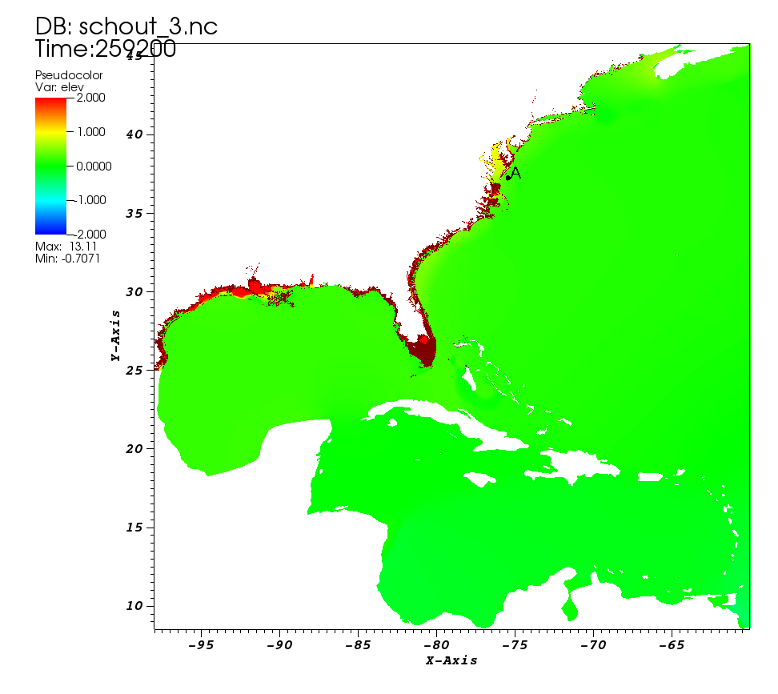 DB: schout_3.nc
Time:259200
Pseudocolor
Var: elev
2.000
1.000
0.0000
-1.000
-2.000
Max: 13.11
Min: -0.7071
45
40
35
30
25
20
15
10
Y-Axis
A
-95
-90
-85
-80
-75
-70
-65
X-Axis